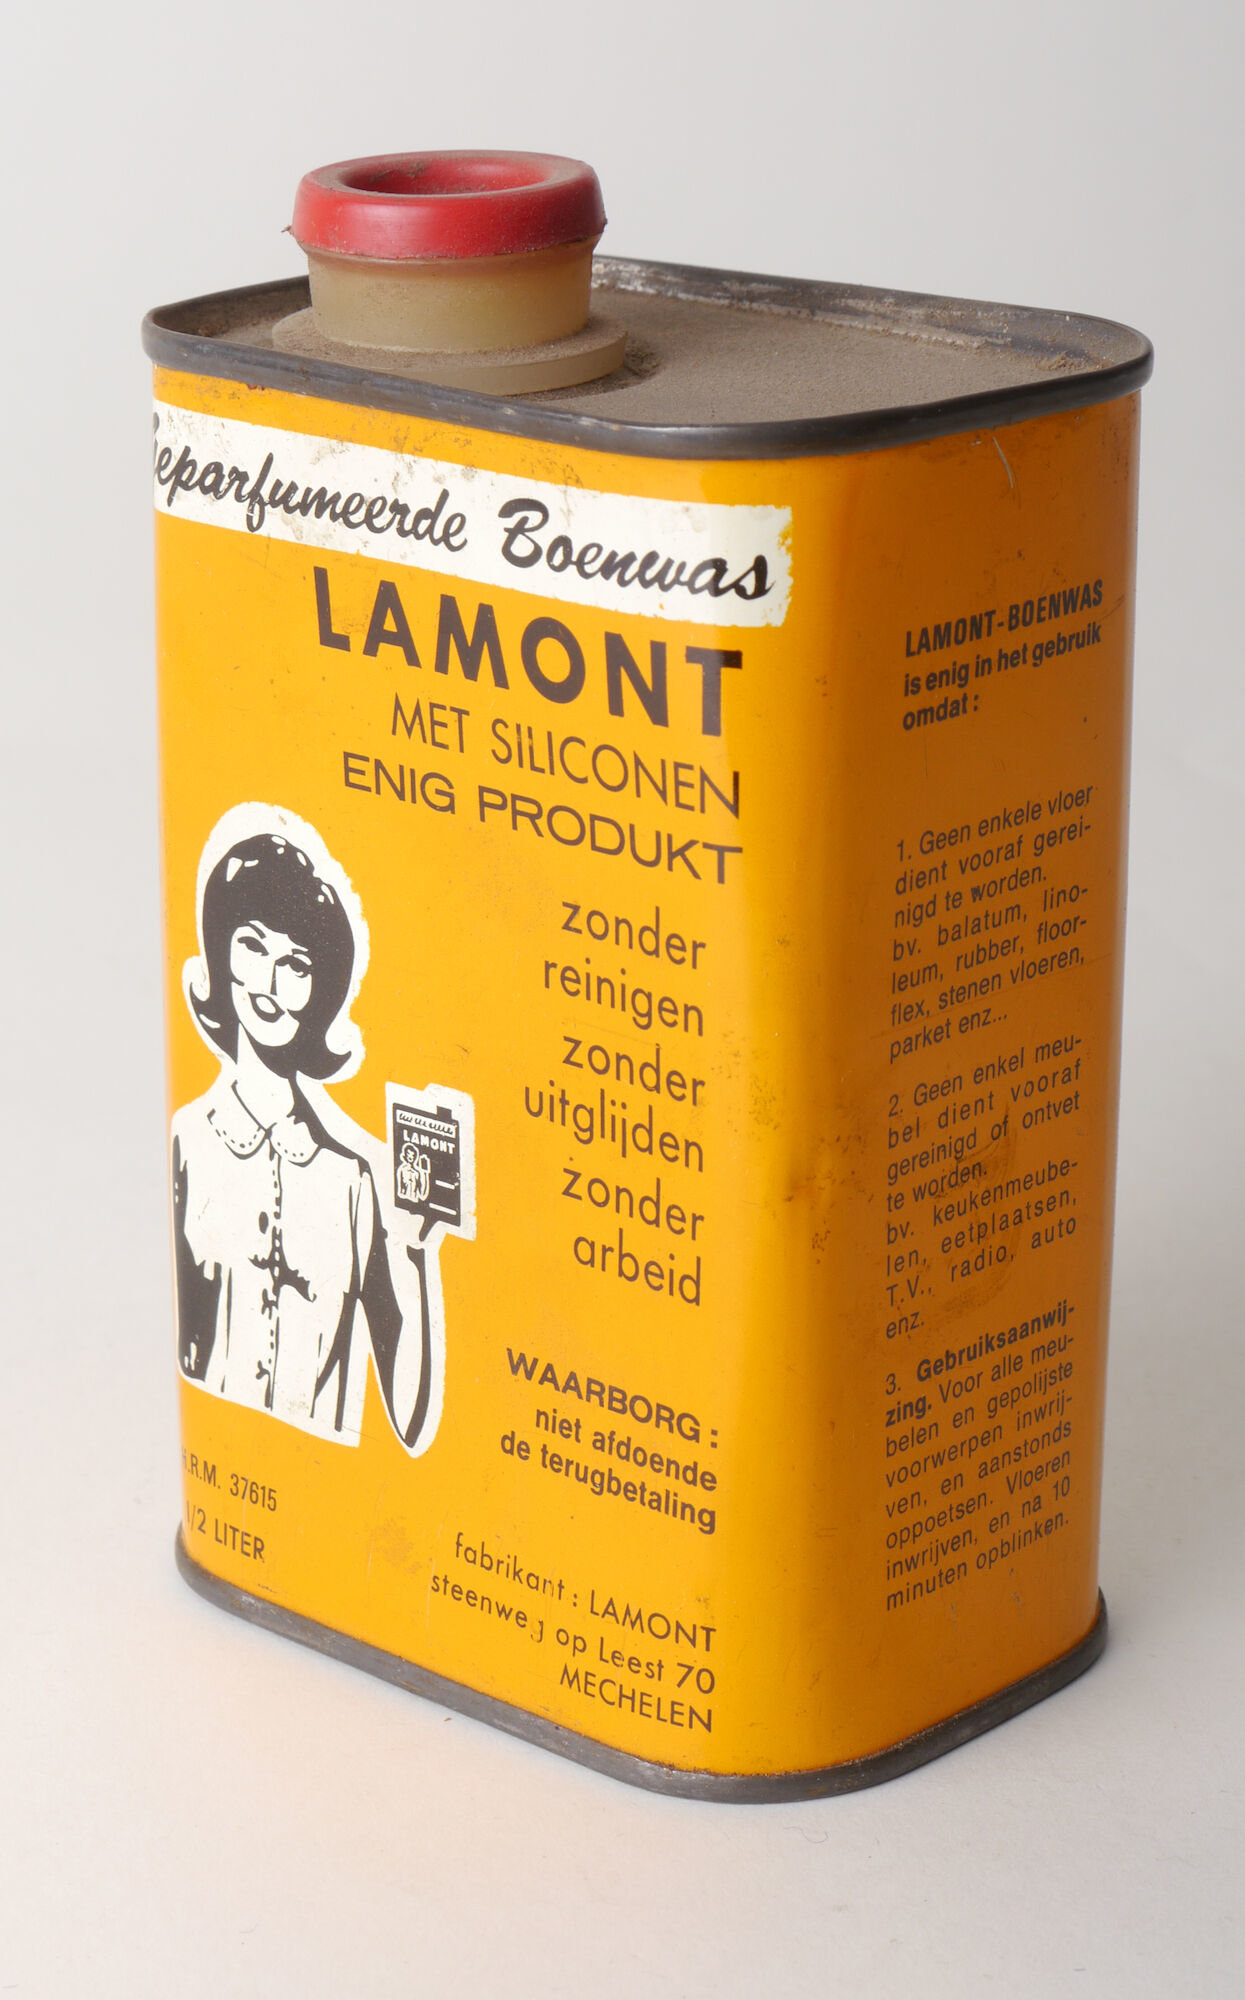 Geparfumeerde Boenwas
LAMONT
MET SILICONEN
ENIG PRODUKT
zonder
reinigen
zonder
uitglijden
zonder
arbeid
LAMONT
WAARBORG :
niet afdoende
de terugbetaling
H.R.M. 37615
1/2 LITER
fabrikant : LAMONT
steenweg op Leest 70
MECHELEN
LAMONT-BOENWAS
is enig in het gebruik
omdat :
1. Geen enkele vloer
dient vooraf gerei-
nigd te worden.
bv. balatum, lino-
leum, rubber, floor-
flex, stenen vloeren,
parket enz...
2. Geen enkel meu-
bel dient vooraf
gereinigd of ontvet
te worden.
bv. keukenmeube-
len, eetplaatsen,
T.V., radio, auto
enz.
3. Gebruiksaanwij-
zing. Voor alle meu-
belen en gepolijste
voorwerpen inwrij-
ven, en aanstonds
oppoetsen. Vloeren
inwrijven, en na 10
minuten opblinken.